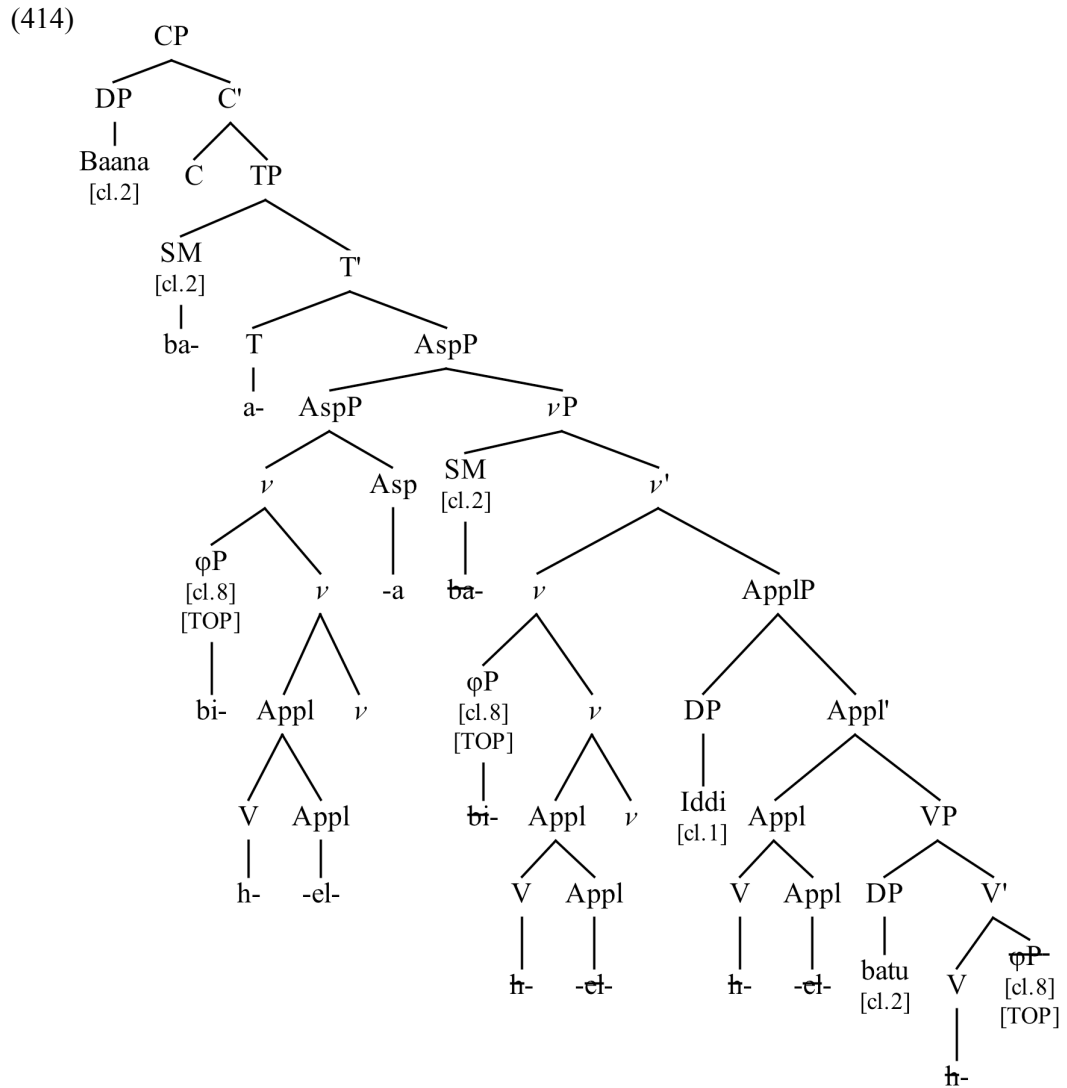 (414)
CP
DP C'
Baana C TP
[cl.2]
SM T'
[cl.2]
ba- T AspP
a- AspP νP
ν Asp SM ν'
[cl.2]
φP -a ba- ν ApplP
[cl.8] ν
[TOP]
bi- Appl ν φP ν DP Appl'
[cl.8]
[TOP]
V Appl bi- Appl ν Iddi Appl VP
[cl.1]
h- -el- V Appl V Appl DP V'
h- -el- h- -el- batu V φP
[cl.2] [cl.8]
[TOP]
h-